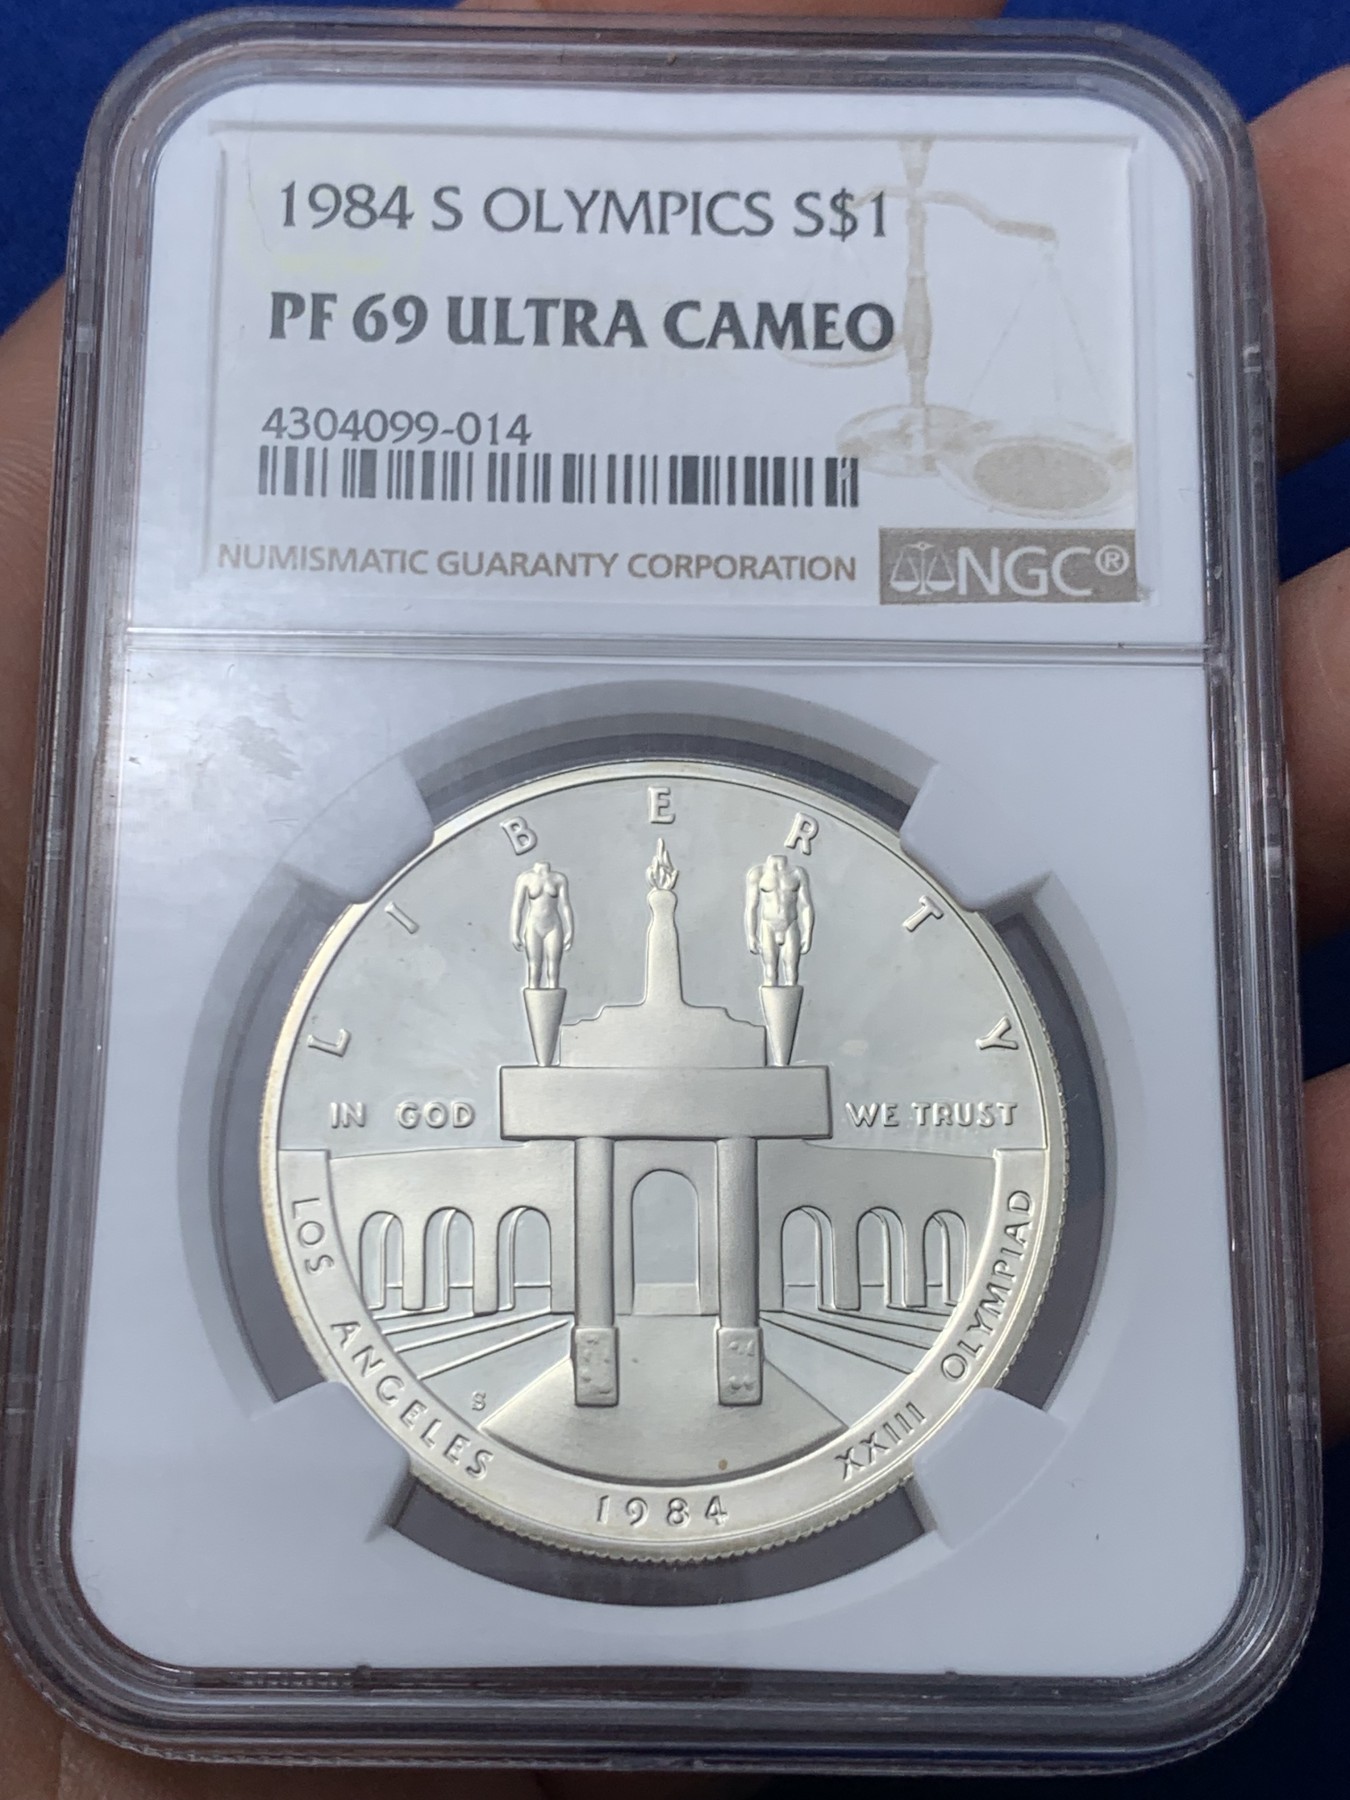 1984 S OLYMPICS S$1
PF 69 ULTRA CAMEO
4304099-014
NUMISMATIC GUARANTY CORPORATION
NGC®
LIBERTY
IN GOD WE TRUST
S
LOS ANGELES 1984 XXIII OLYMPIAD